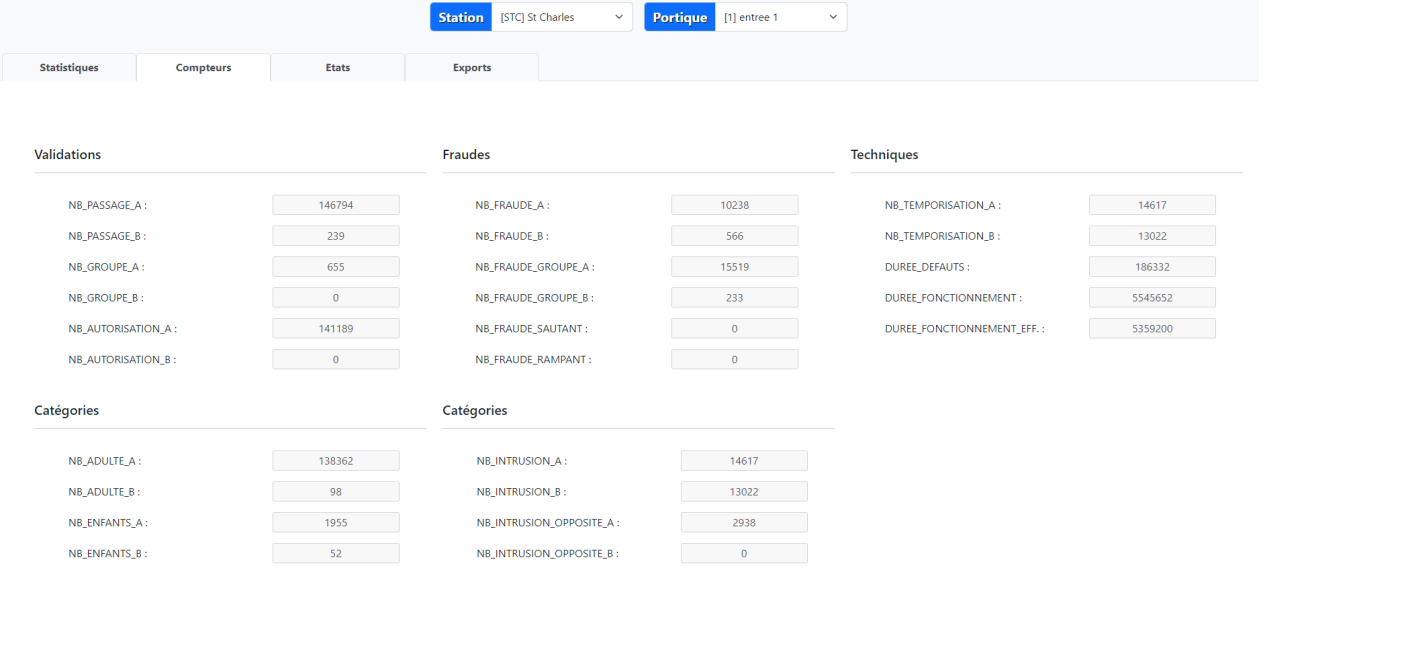 Station [STC] St Charles Portique [1] entree 1
Statistiques Compteurs Etats Exports
Validations
NB_PASSAGE_A : 146794
NB_PASSAGE_B : 239
NB_GROUPE_A : 655
NB_GROUPE_B : 0
NB_AUTORISATION_A : 141189
NB_AUTORISATION_B : 0
Fraudes
NB_FRAUDE_A : 10238
NB_FRAUDE_B : 566
NB_FRAUDE_GROUPE_A : 15519
NB_FRAUDE_GROUPE_B : 233
NB_FRAUDE_SAUTANT : 0
NB_FRAUDE_RAMPANT : 0
Techniques
NB_TEMPORISATION_A : 14617
NB_TEMPORISATION_B : 13022
DUREE_DEFAUTS : 186332
DUREE_FONCTIONNEMENT : 5545652
DUREE_FONCTIONNEMENT_EFF. : 5359200
Catégories
NB_ADULTE_A : 138362
NB_ADULTE_B : 98
NB_ENFANTS_A : 1955
NB_ENFANTS_B : 52
Catégories
NB_INTRUSION_A : 14617
NB_INTRUSION_B : 13022
NB_INTRUSION_OPPOSITE_A : 2938
NB_INTRUSION_OPPOSITE_B : 0